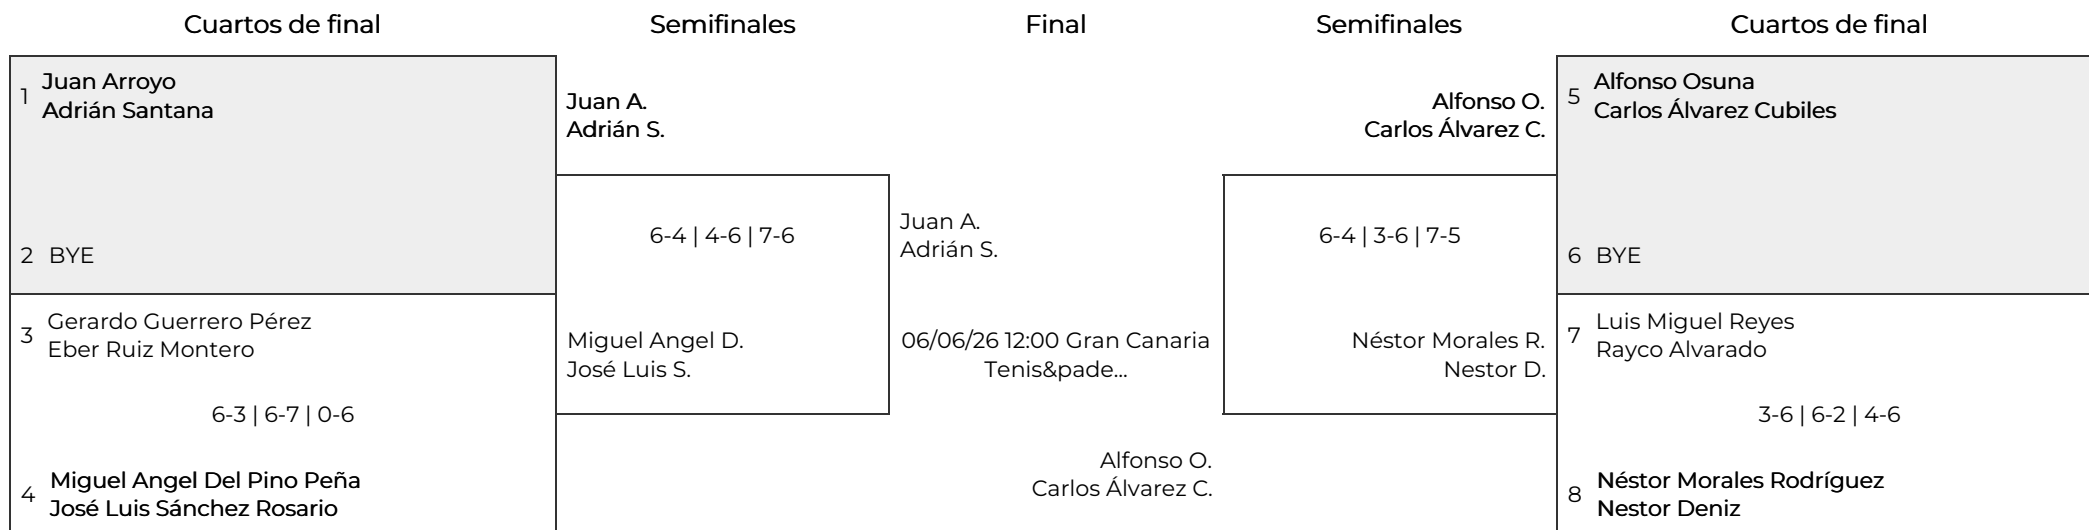 Cuartos de final
Semifinales
Final
Semifinales
Cuartos de final
1
Juan Arroyo
Adrián Santana
2 BYE
3
Gerardo Guerrero Pérez
Eber Ruiz Montero
6-3 | 6-7 | 0-6
4
Miguel Angel Del Pino Peña
José Luis Sánchez Rosario
Juan A.
Adrián S.
6-4 | 4-6 | 7-6
Miguel Angel D.
José Luis S.
Juan A.
Adrián S.
06/06/26 12:00 Gran Canaria
Tenis&pade...
Alfonso O.
Carlos Álvarez C.
Alfonso O.
Carlos Álvarez C.
6-4 | 3-6 | 7-5
Néstor Morales R.
Nestor D.
5
Alfonso Osuna
Carlos Álvarez Cubiles
6 BYE
7
Luis Miguel Reyes
Rayco Alvarado
3-6 | 6-2 | 4-6
8
Néstor Morales Rodríguez
Nestor Deniz